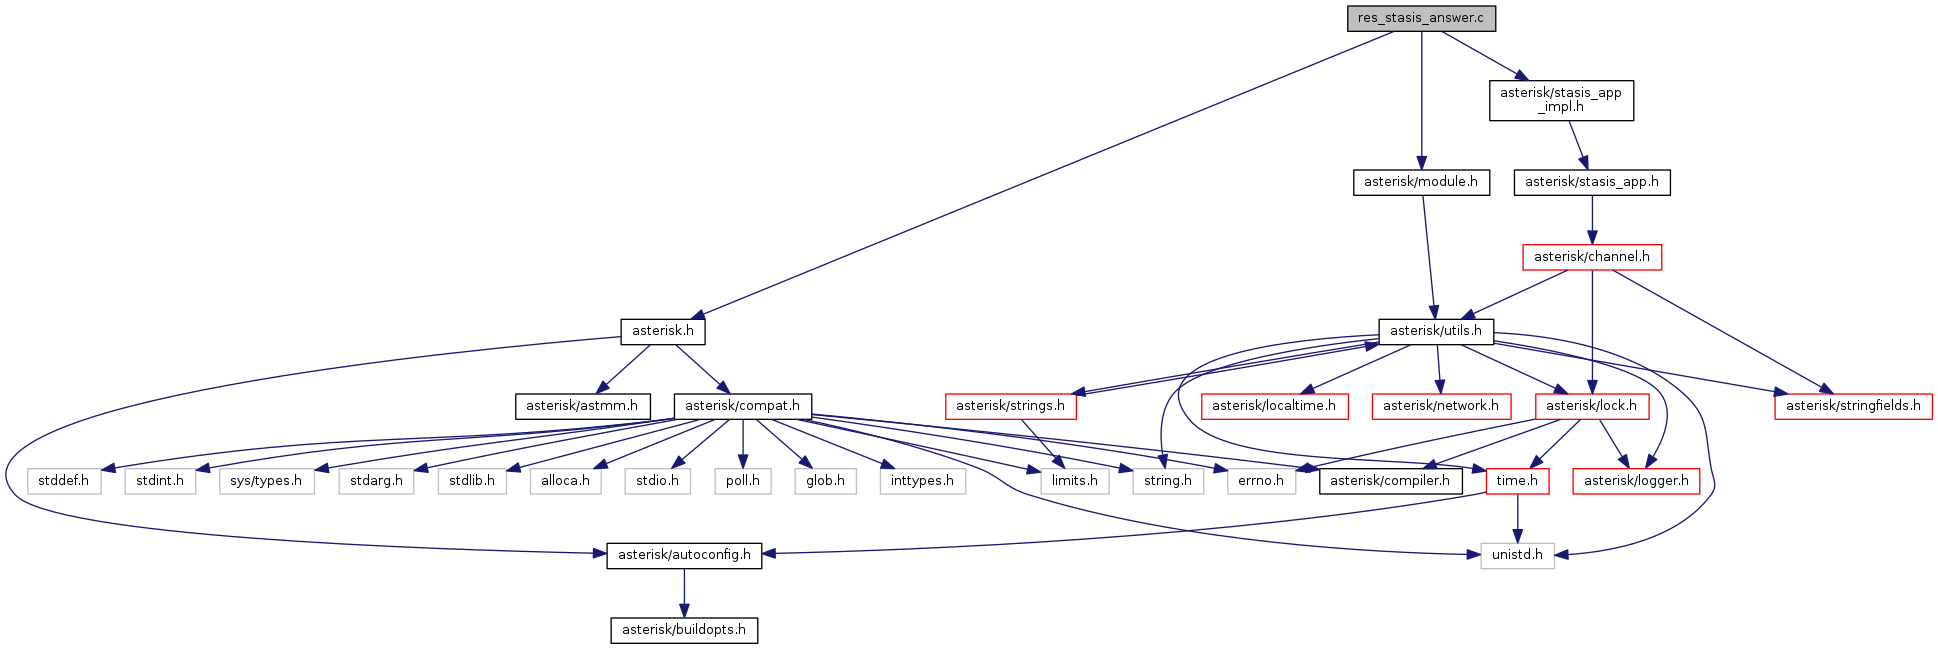 res_stasis_answer.c
asterisk/stasis_app
_impl.h
asterisk/module.h
asterisk/stasis_app.h
asterisk/channel.h
asterisk.h
asterisk/utils.h
asterisk/astmm.h
asterisk/compat.h
asterisk/strings.h
asterisk/localtime.h
asterisk/network.h
asterisk/lock.h
asterisk/stringfields.h
stddef.h
stdint.h
sys/types.h
stdarg.h
stdlib.h
alloca.h
stdio.h
poll.h
glob.h
inttypes.h
limits.h
string.h
errno.h
asterisk/compiler.h
time.h
asterisk/logger.h
asterisk/autoconfig.h
unistd.h
asterisk/buildopts.h